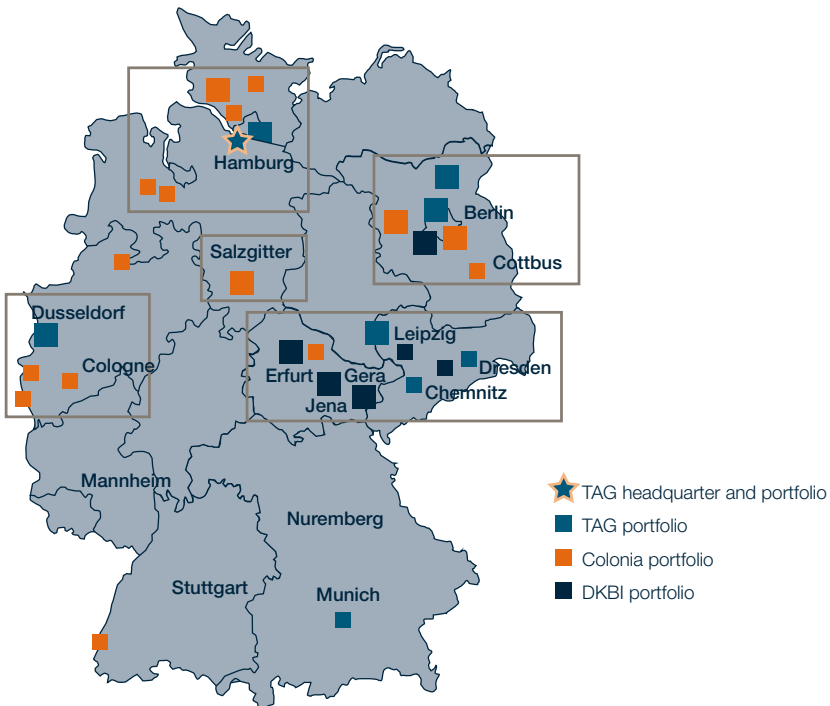 Hamburg
Berlin
Salzgitter
Cottbus
Dusseldorf
Leipzig
Cologne
Erfurt
Gera
Dresden
Chemnitz
Jena
Mannheim
TAG headquarter and portfolio
Nuremberg
TAG portfolio
Colonia portfolio
Stuttgart
Munich
DKBI portfolio